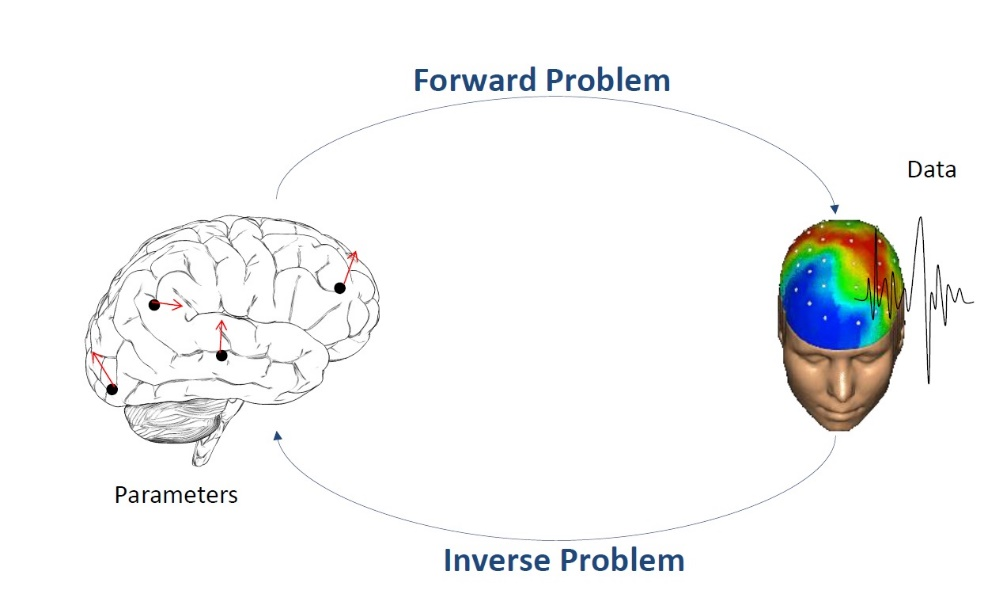 Forward Problem
Data
Parameters
Inverse Problem